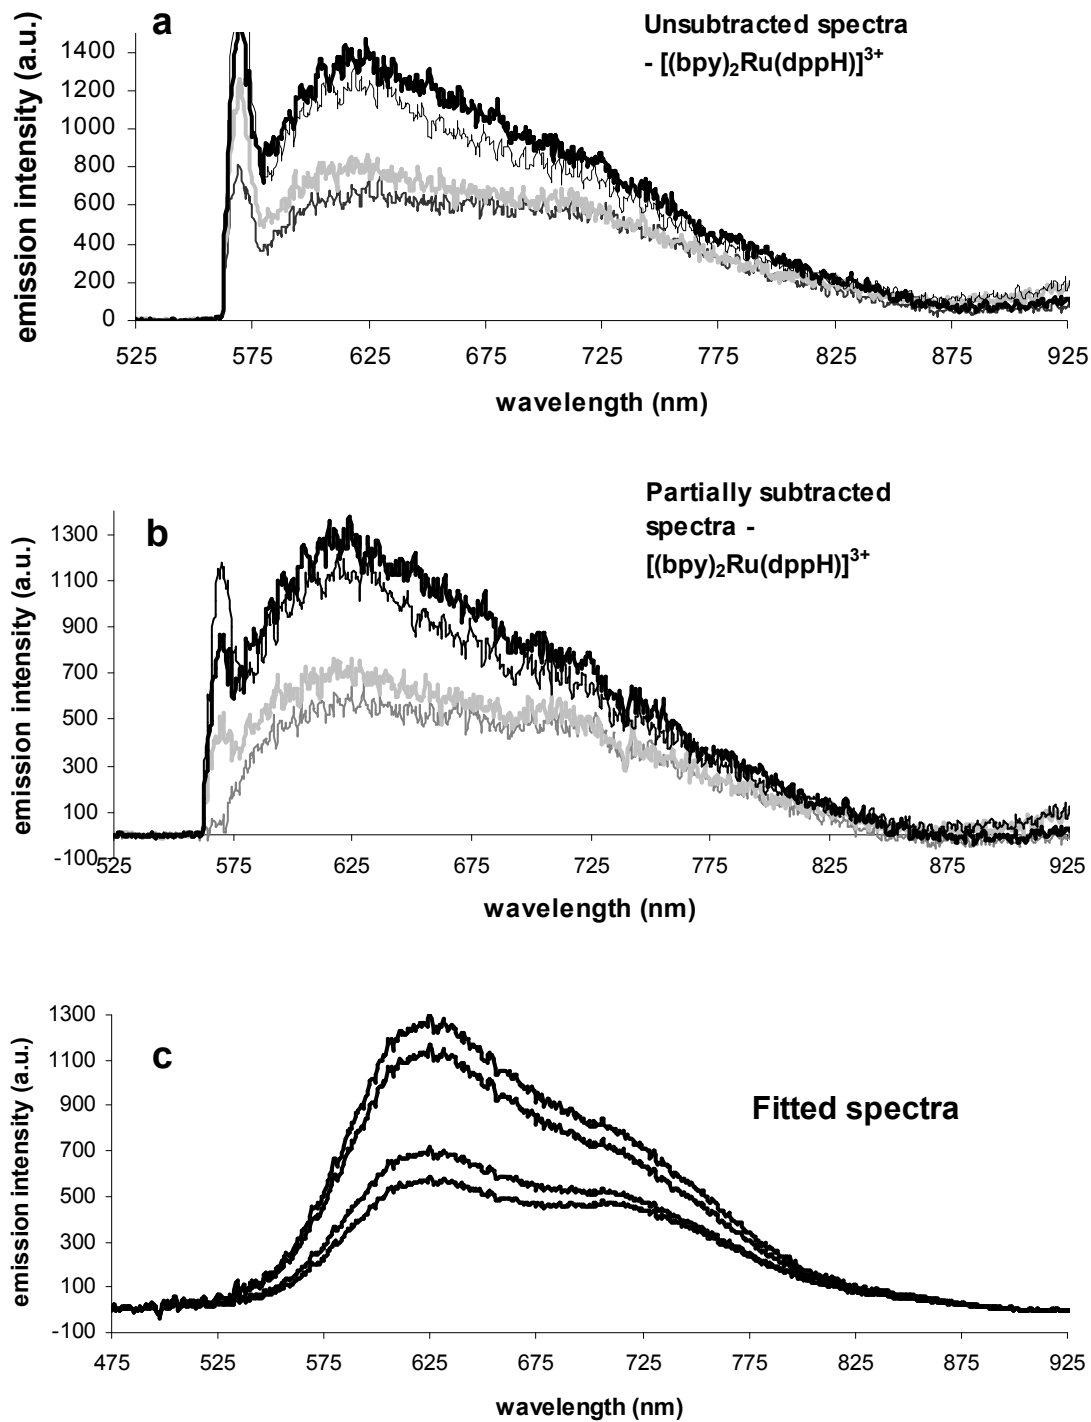 a
Unsubtracted spectra
- [(bpy)₂Ru(dppH)]³⁺
emission intensity (a.u.)
1400
1200
1000
800
600
400
200
0
525 575 625 675 725 775 825 875 925
wavelength (nm)
b
Partially subtracted
spectra -
[(bpy)₂Ru(dppH)]³⁺
emission intensity (a.u.)
1300
1100
900
700
500
300
100
-100
525 575 625 675 725 775 825 875 925
wavelength (nm)
c
Fitted spectra
emission intensity (a.u.)
1300
1100
900
700
500
300
100
-100
475 525 575 625 675 725 775 825 875 925
wavelength (nm)